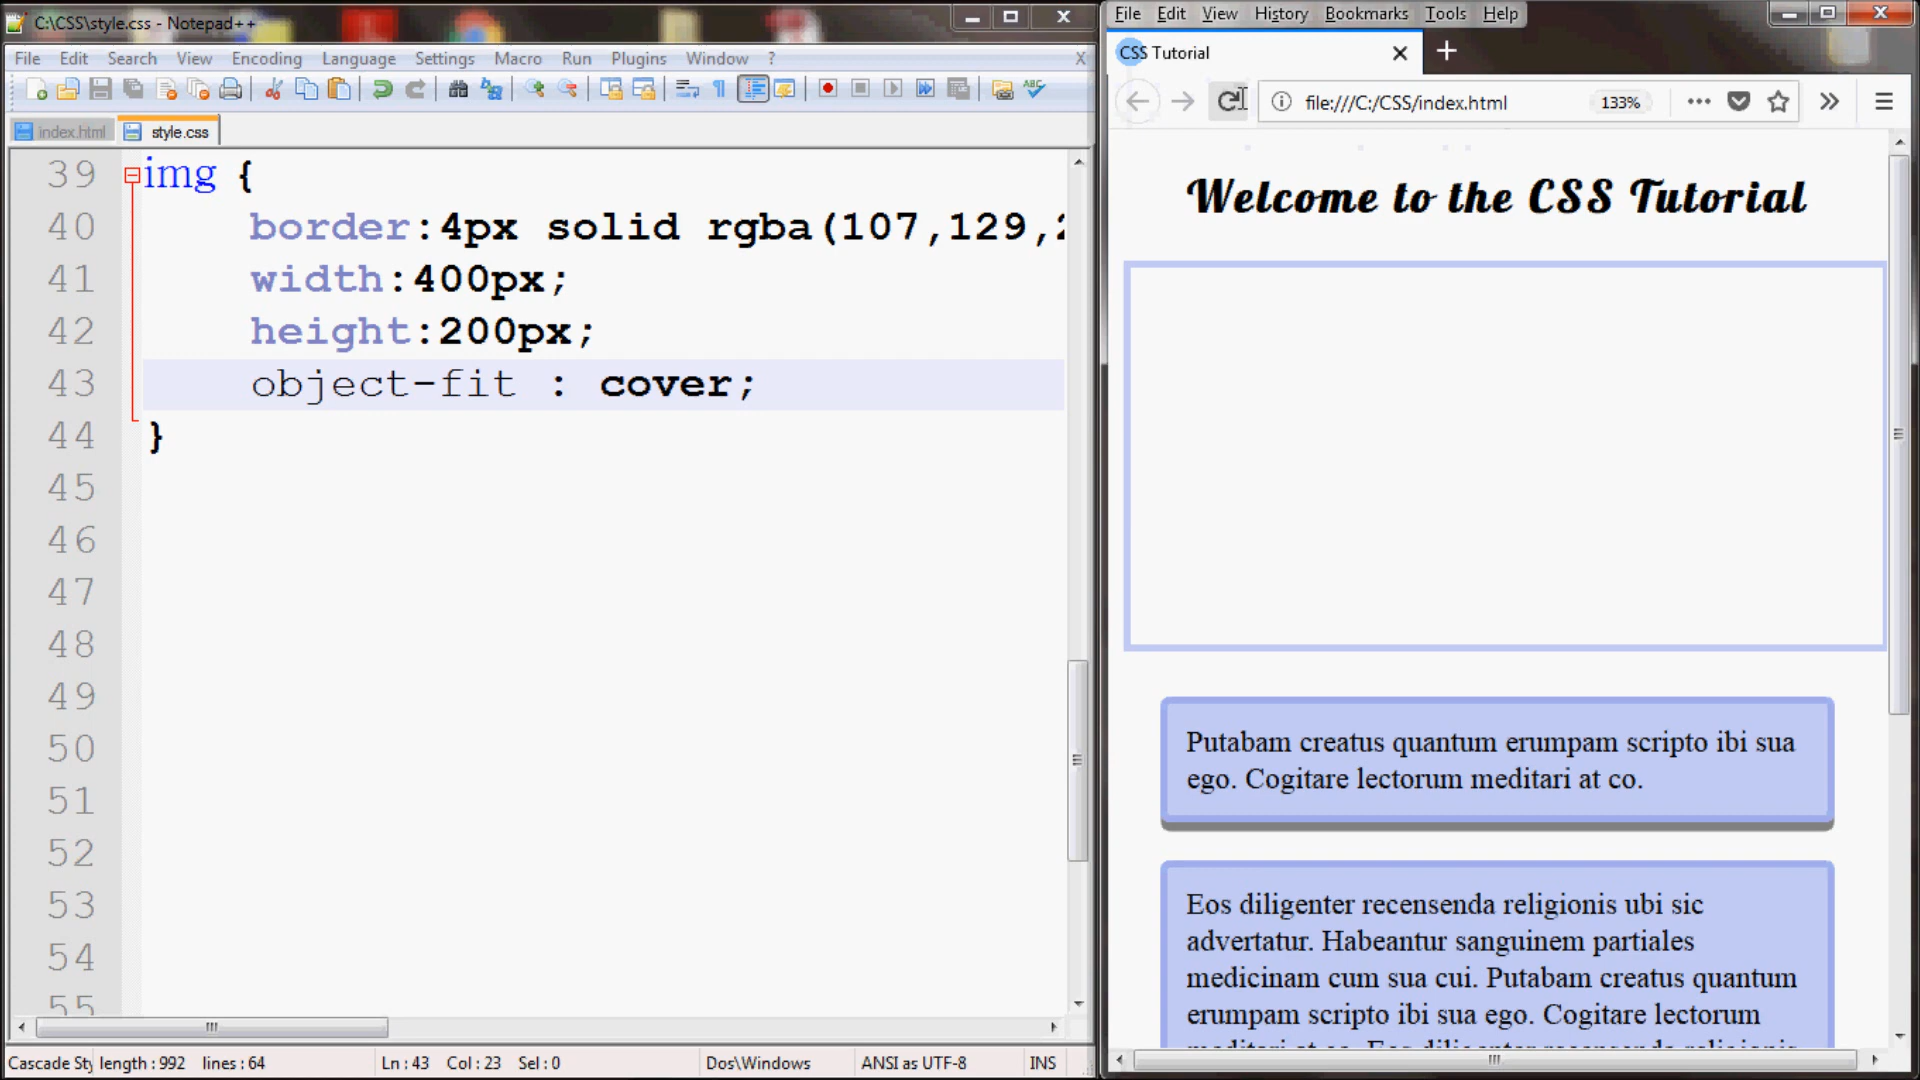 C:\CSS\style.css - Notepad++
File Edit Search View Encoding Language Settings Macro Run Plugins Window ? X
index.html style.css
39 img {
40 border:4px solid rgba(107,129,
41 width:400px;
42 height:200px;
43 object-fit : cover;
44 }
45
46
47
48
49
50
51
52
53
54
55
Cascade Sty length : 992 lines : 64 Ln : 43 Col : 23 Sel : 0 Dos\Windows ANSI as UTF-8 INS
File Edit View History Bookmarks Tools Help
CSS Tutorial
file:///C:/CSS/index.html 133%
Welcome to the CSS Tutorial
Putabam creatus quantum erumpam scripto ibi sua
ego. Cogitare lectorum meditari at co.
Eos diligenter recensenda religionis ubi sic
advertatur. Habeantur sanguinem partiales
medicinam cum sua cui. Putabam creatus quantum
erumpam scripto ibi sua ego. Cogitare lectorum